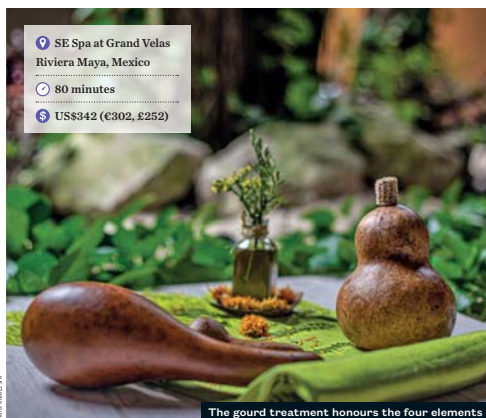 SE Spa at Grand Velas
Riviera Maya, Mexico
80 minutes
US$342 (€302, £252)
The gourd treatment honours the four elements